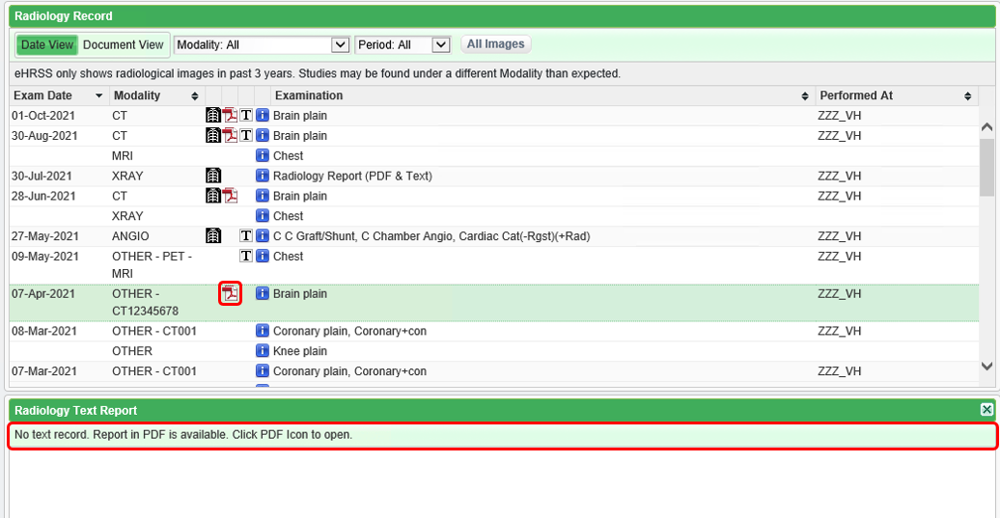 Radiology Record
Date View Document View Modality: All Period: All All Images
eHRSS only shows radiological images in past 3 years. Studies may be found under a different Modality than expected.
Exam Date Modality Examination Performed At
01-Oct-2021 CT T i Brain plain ZZZ_VH
30-Aug-2021 CT T i Brain plain ZZZ_VH
MRI i Chest
30-Jul-2021 XRAY i Radiology Report (PDF & Text) ZZZ_VH
28-Jun-2021 CT i Brain plain ZZZ_VH
XRAY i Chest
27-May-2021 ANGIO T i C C Graft/Shunt, C Chamber Angio, Cardiac Cat(-Rgst)(+Rad) ZZZ_VH
09-May-2021 OTHER - PET - T i Chest ZZZ_VH
MRI
07-Apr-2021 OTHER - i Brain plain ZZZ_VH
CT12345678
08-Mar-2021 OTHER - CT001 i Coronary plain, Coronary+con ZZZ_VH
OTHER i Knee plain
07-Mar-2021 OTHER - CT001 i Coronary plain, Coronary+con ZZZ_VH
Radiology Text Report
No text record. Report in PDF is available. Click PDF Icon to open.